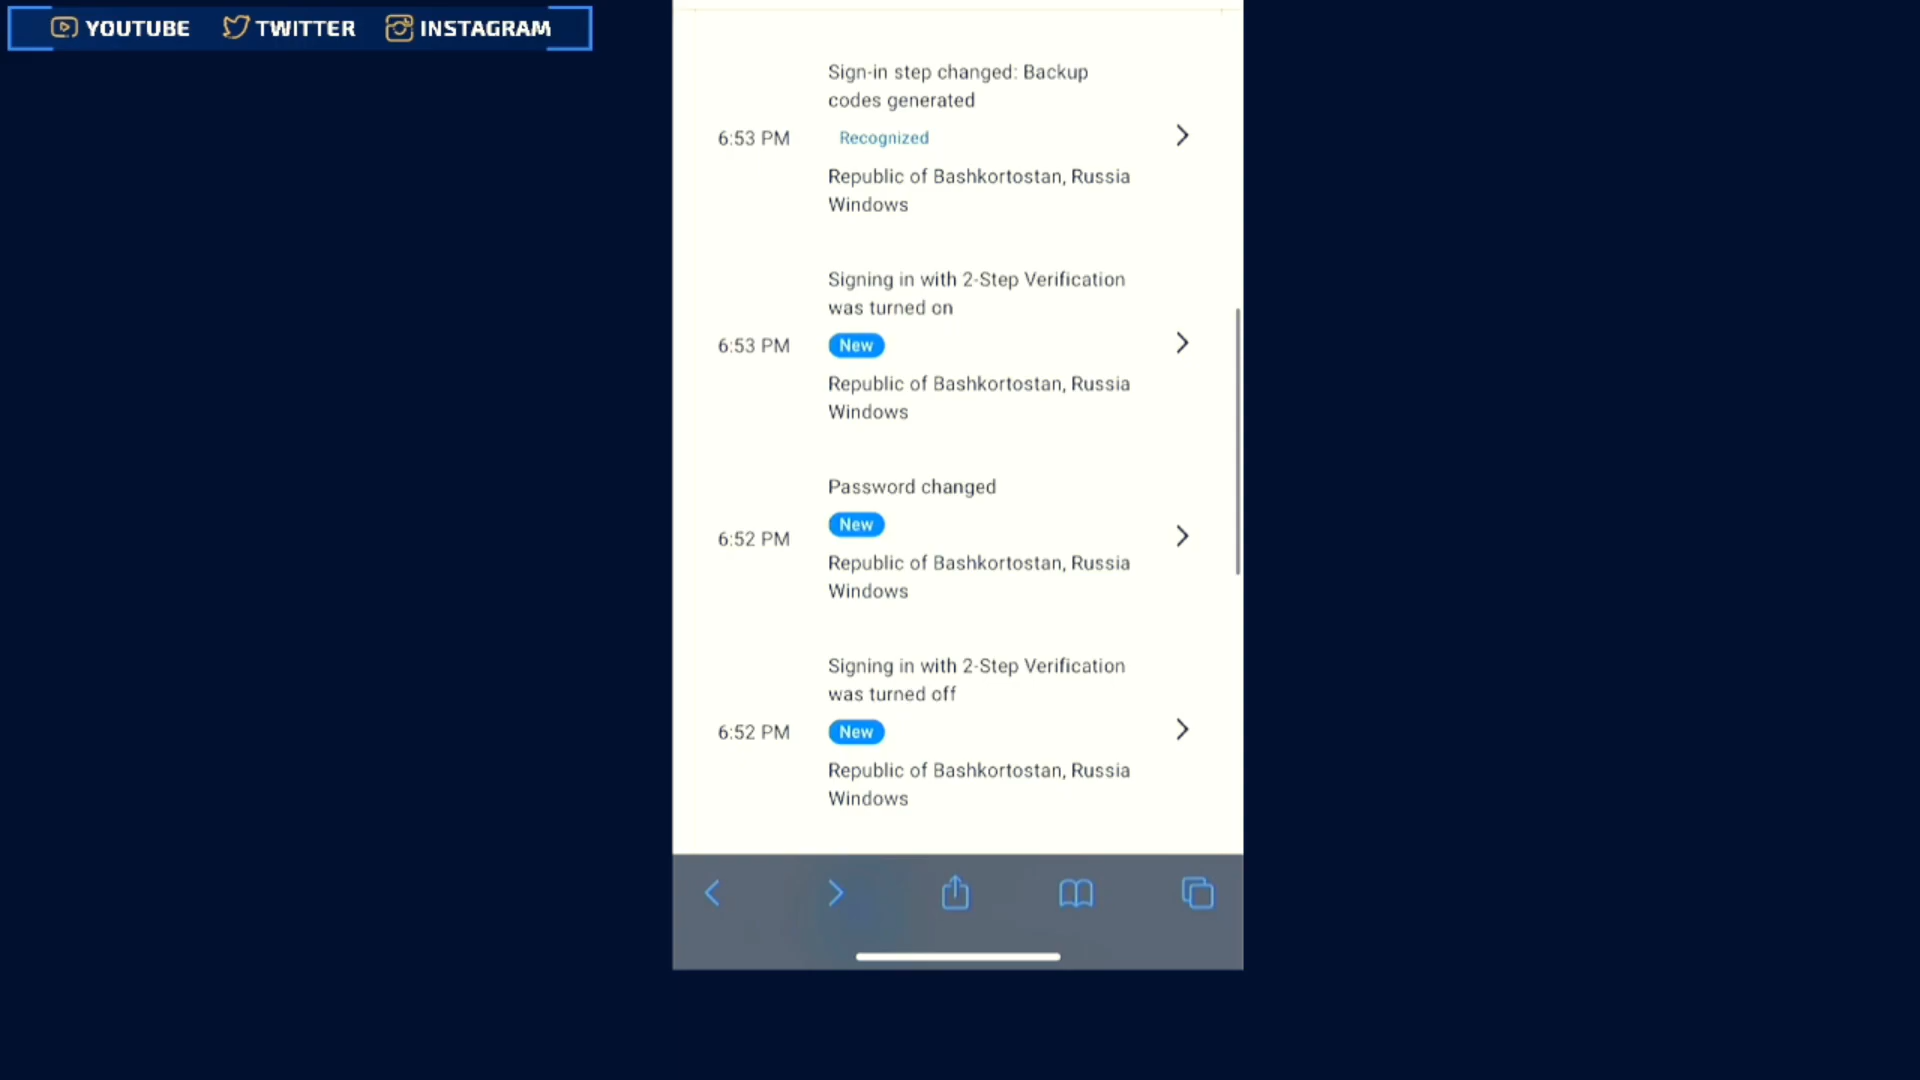 YOUTUBE TWITTER INSTAGRAM
Sign-in step changed: Backup
codes generated
6:53 PM
Recognized
Republic of Bashkortostan, Russia
Windows
Signing in with 2-Step Verification
was turned on
6:53 PM
New
Republic of Bashkortostan, Russia
Windows
Password changed
New
6:52 PM
Republic of Bashkortostan, Russia
Windows
Signing in with 2-Step Verification
was turned off
6:52 PM
New
Republic of Bashkortostan, Russia
Windows